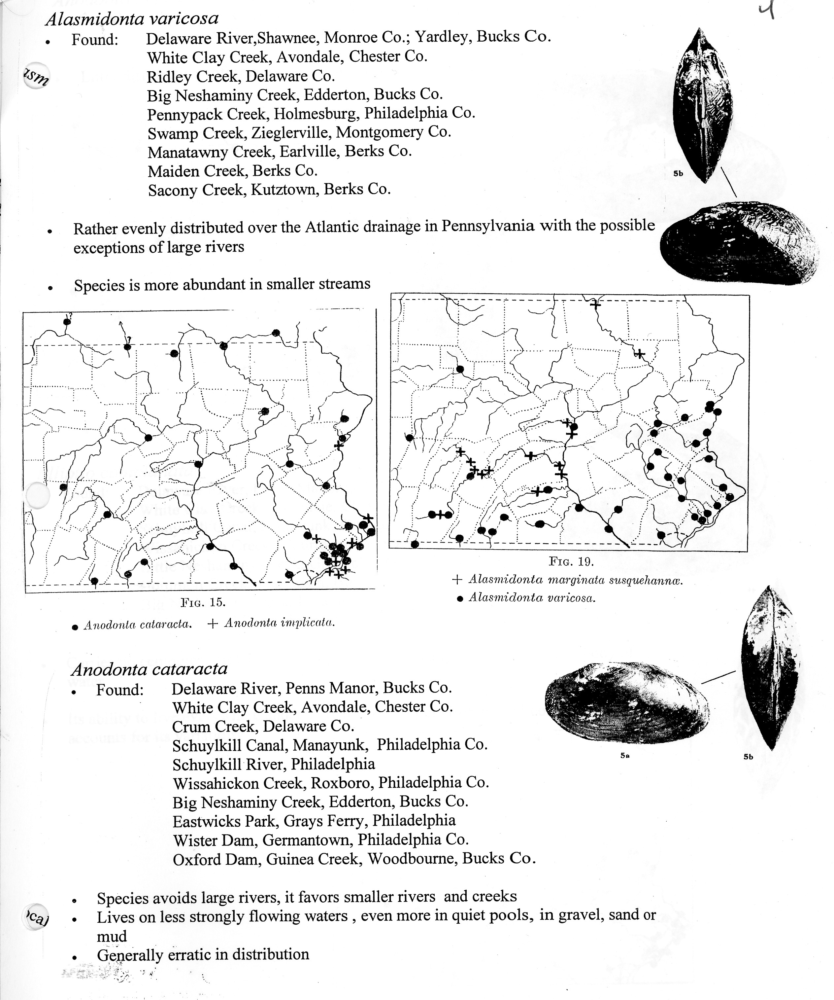 4
Alasmidonta varicosa
• Found: Delaware River,Shawnee, Monroe Co.; Yardley, Bucks Co.
White Clay Creek, Avondale, Chester Co.
asm
Ridley Creek, Delaware Co.
Big Neshaminy Creek, Edderton, Bucks Co.
Pennypack Creek, Holmesburg, Philadelphia Co.
Swamp Creek, Zieglerville, Montgomery Co.
Manatawny Creek, Earlville, Berks Co.
Maiden Creek, Berks Co.
Sacony Creek, Kutztown, Berks Co.
5b
• Rather evenly distributed over the Atlantic drainage in Pennsylvania with the possible
exceptions of large rivers
• Species is more abundant in smaller streams
?
?
FIG. 15.
● Anodonta cataracta. + Anodonta implicata.
FIG. 19.
+ Alasmidonta marginata susquehannæ.
● Alasmidonta varicosa.
Anodonta cataracta
• Found: Delaware River, Penns Manor, Bucks Co.
White Clay Creek, Avondale, Chester Co.
Crum Creek, Delaware Co.
Schuylkill Canal, Manayunk, Philadelphia Co.
Schuylkill River, Philadelphia
Wissahickon Creek, Roxboro, Philadelphia Co.
Big Neshaminy Creek, Edderton, Bucks Co.
Eastwicks Park, Grays Ferry, Philadelphia
Wister Dam, Germantown, Philadelphia Co.
Oxford Dam, Guinea Creek, Woodbourne, Bucks Co.
5a
5b
• Species avoids large rivers, it favors smaller rivers and creeks
• Lives on less strongly flowing waters , even more in quiet pools, in gravel, sand or
mud
ocal
• Generally erratic in distribution